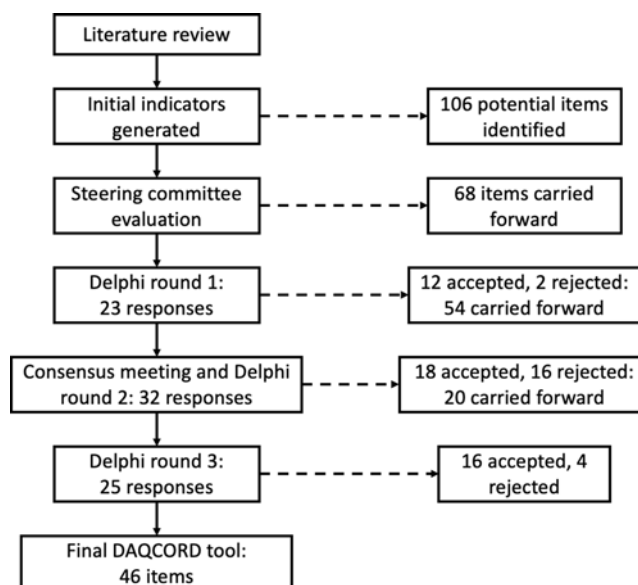 Literature review
Initial indicators
generated
106 potential items
identified
Steering committee
evaluation
68 items carried
forward
Delphi round 1:
23 responses
12 accepted, 2 rejected:
54 carried forward
Consensus meeting and Delphi
round 2: 32 responses
18 accepted, 16 rejected:
20 carried forward
Delphi round 3:
25 responses
16 accepted, 4
rejected
Final DAQCORD tool:
46 items